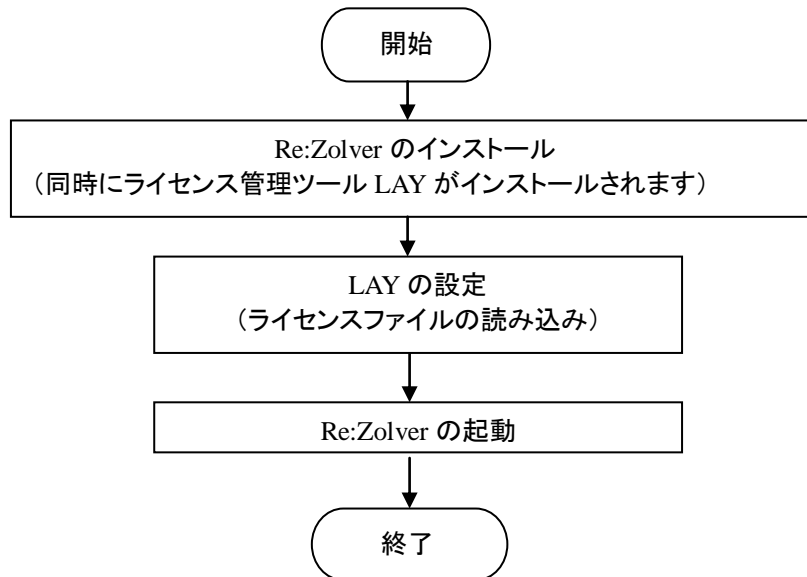 開始
Re:Zolver のインストール
（同時にライセンス管理ツール LAY がインストールされます）
LAY の設定
（ライセンスファイルの読み込み）
Re:Zolver の起動
終了